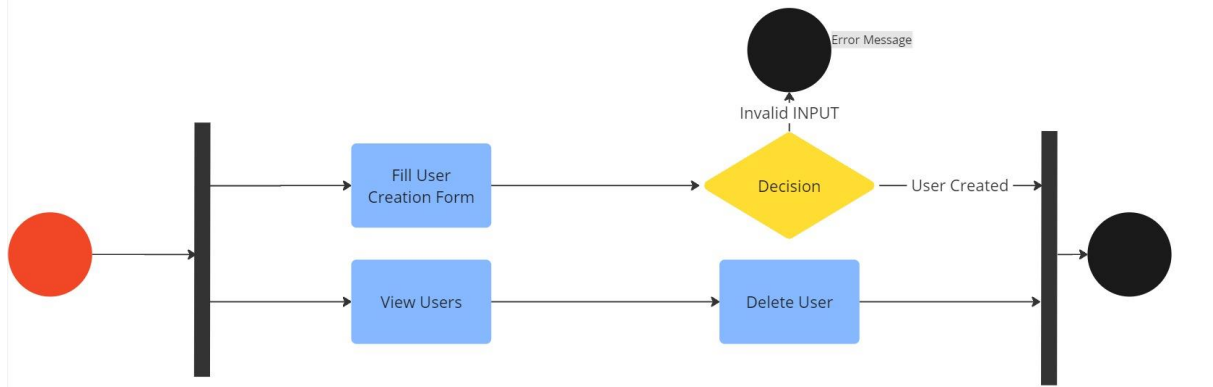 Error Message
Invalid INPUT
Fill User
Creation Form
Decision
User Created
View Users
Delete User